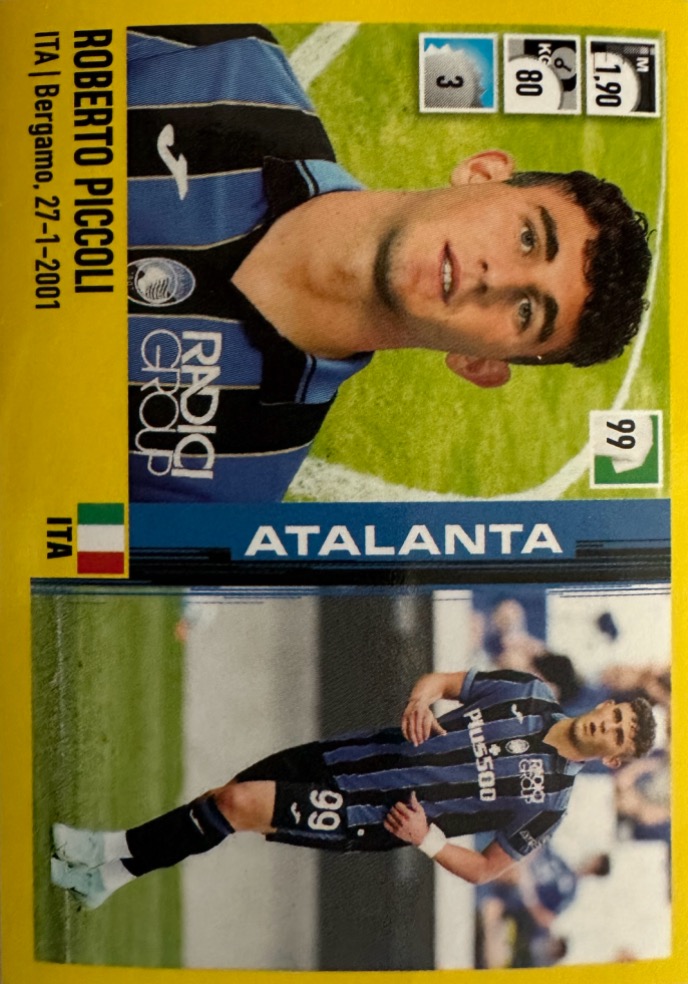 M
1,90
KG
80
3
99
RADICI
GROUP
ATALANTA
ROBERTO PICCOLI
ITA | Bergamo, 27-1-2001
ITA
RADICI
GROUP
plus500
99